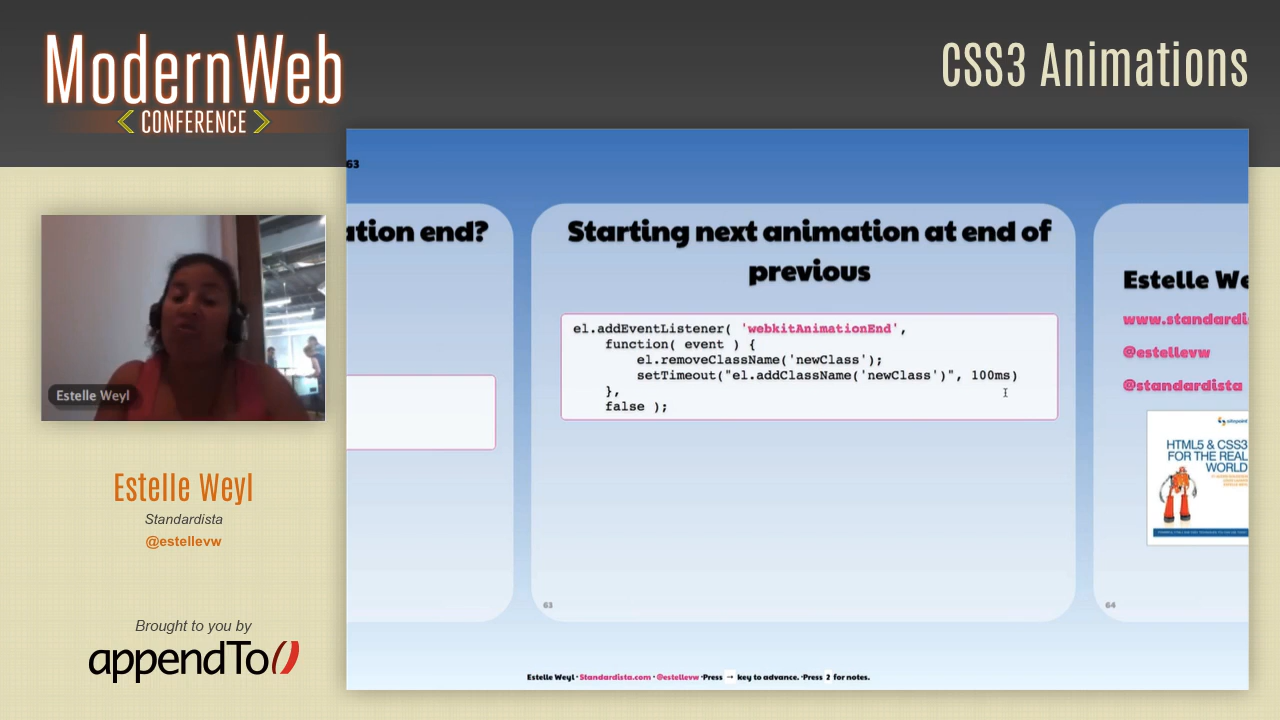 ModernWeb
CONFERENCE
CSS3 Animations
63
ation end?
Starting next animation at end of
previous
el.addEventListener( 'webkitAnimationEnd',
function( event ) {
el.removeClassName('newClass');
setTimeout("el.addClassName('newClass')", 100ms)
},
false );
63
Estelle We
www.standardi
@estellevw
@standardista
sitepoint
HTML5 & CSS3
FOR THE REAL
WORLD
64
Estelle Weyl
Estelle Weyl
Standardista
@estellevw
Brought to you by
appendTo()
Estelle Weyl · Standardista.com · @estellevw ·Press → key to advance. ·Press 2 for notes.